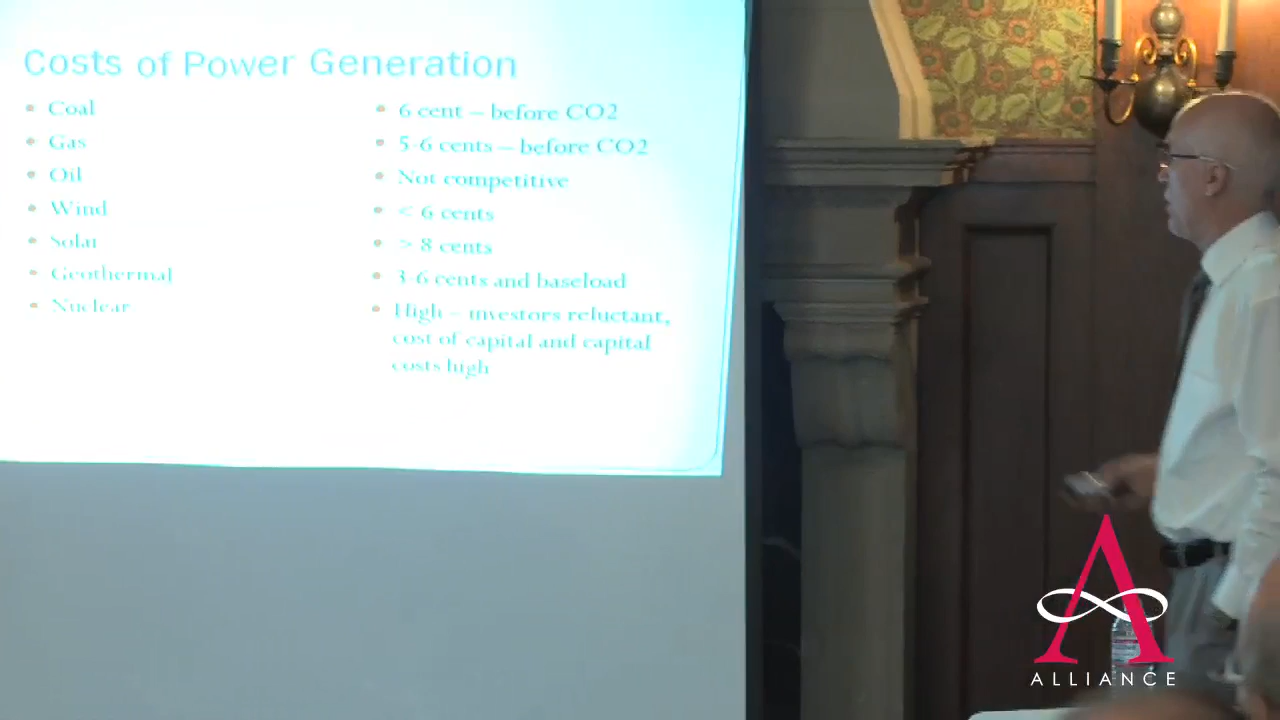 Costs of Power Generation
• Coal
• Gas
• Oil
• Wind
• Solar
• Geothermal
• Nuclear
• 6 cent – before CO2
• 5-6 cents – before CO2
• Not competitive
• < 6 cents
• > 8 cents
• 3-6 cents and baseload
• High – investors reluctant,
cost of capital and capital
costs high
A
ALLIANCE